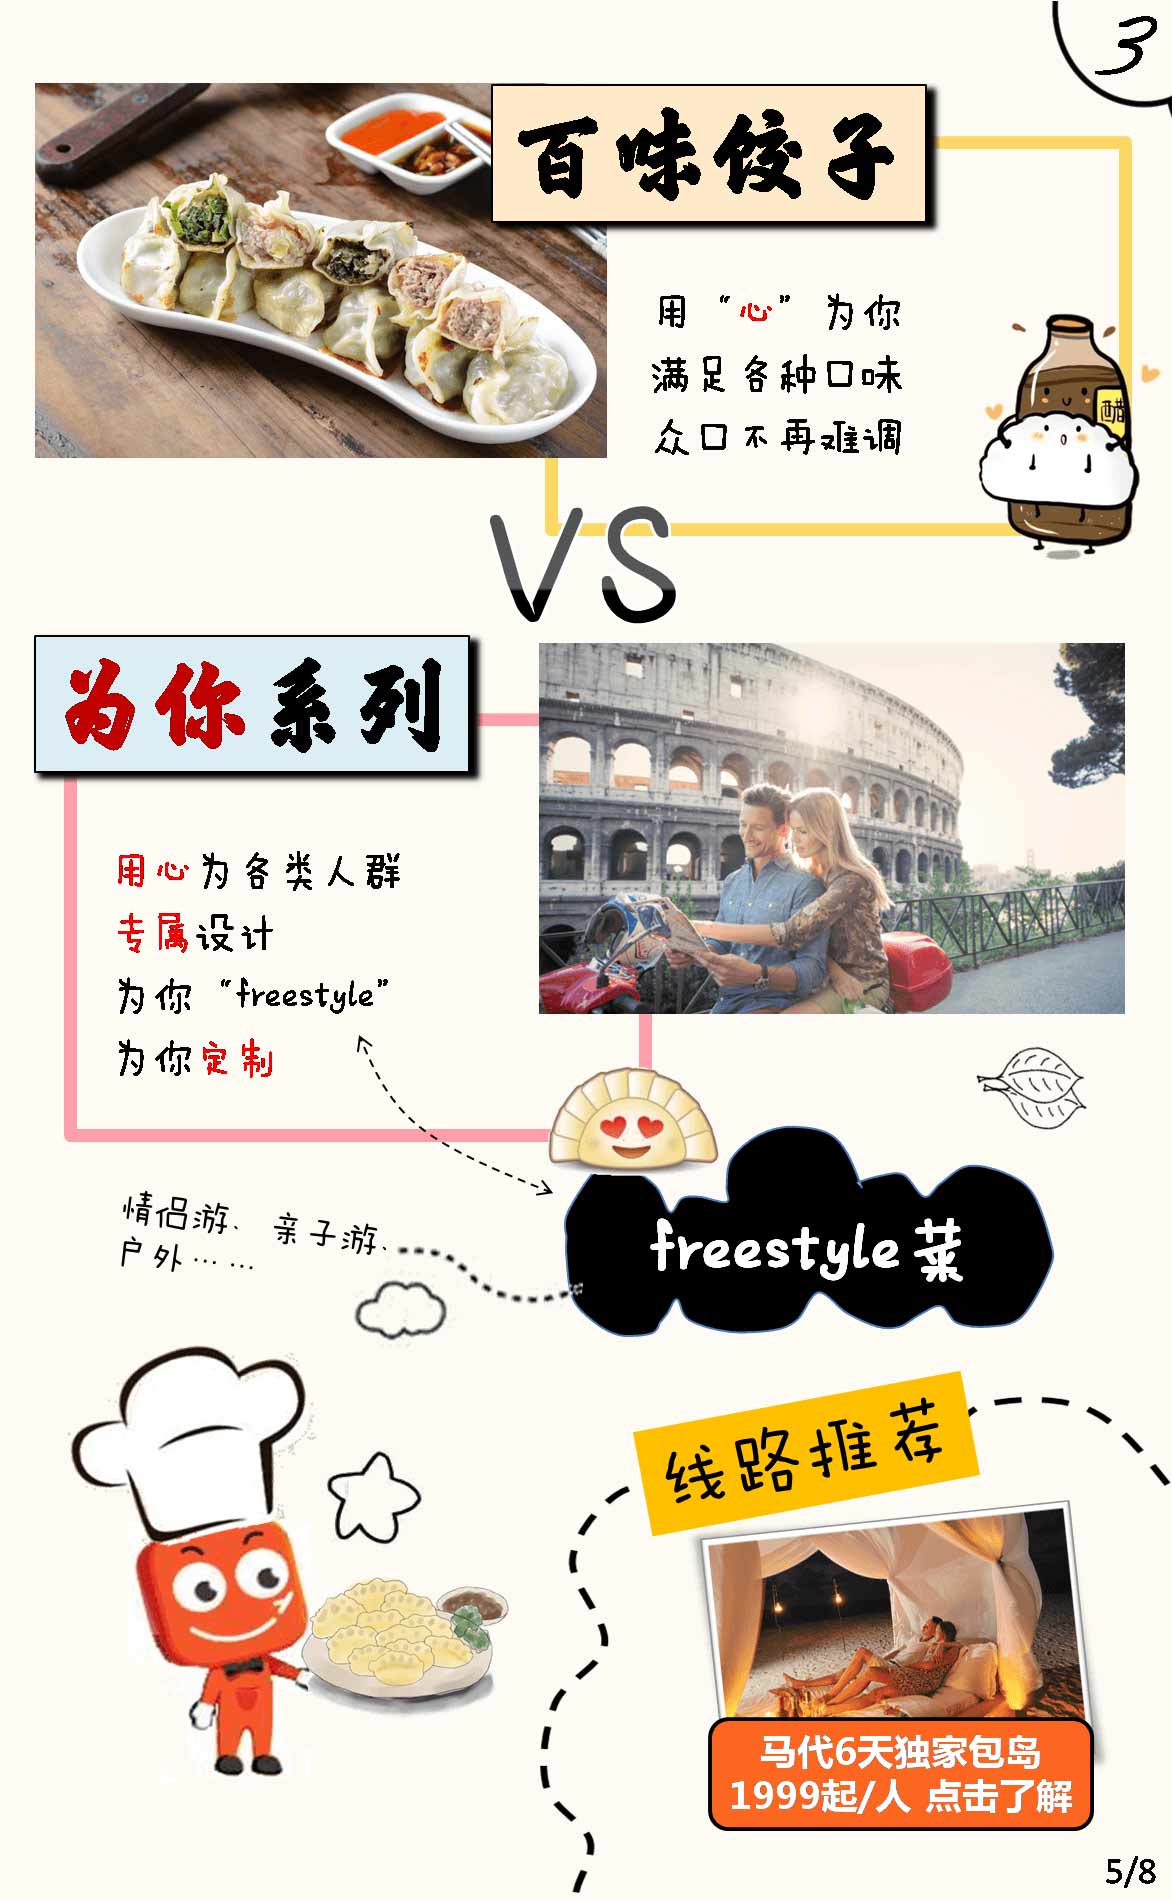 3
百味饺子
用“心”为你
满足各种口味
众口不再难调
醋
VS
为你系列
用心为各类人群
专属设计
为你“freestyle”
为你定制
情侣游、亲子游、
户外……
freestyle菜
线路推荐
马代6天独家包岛
1999起/人 点击了解
5/8